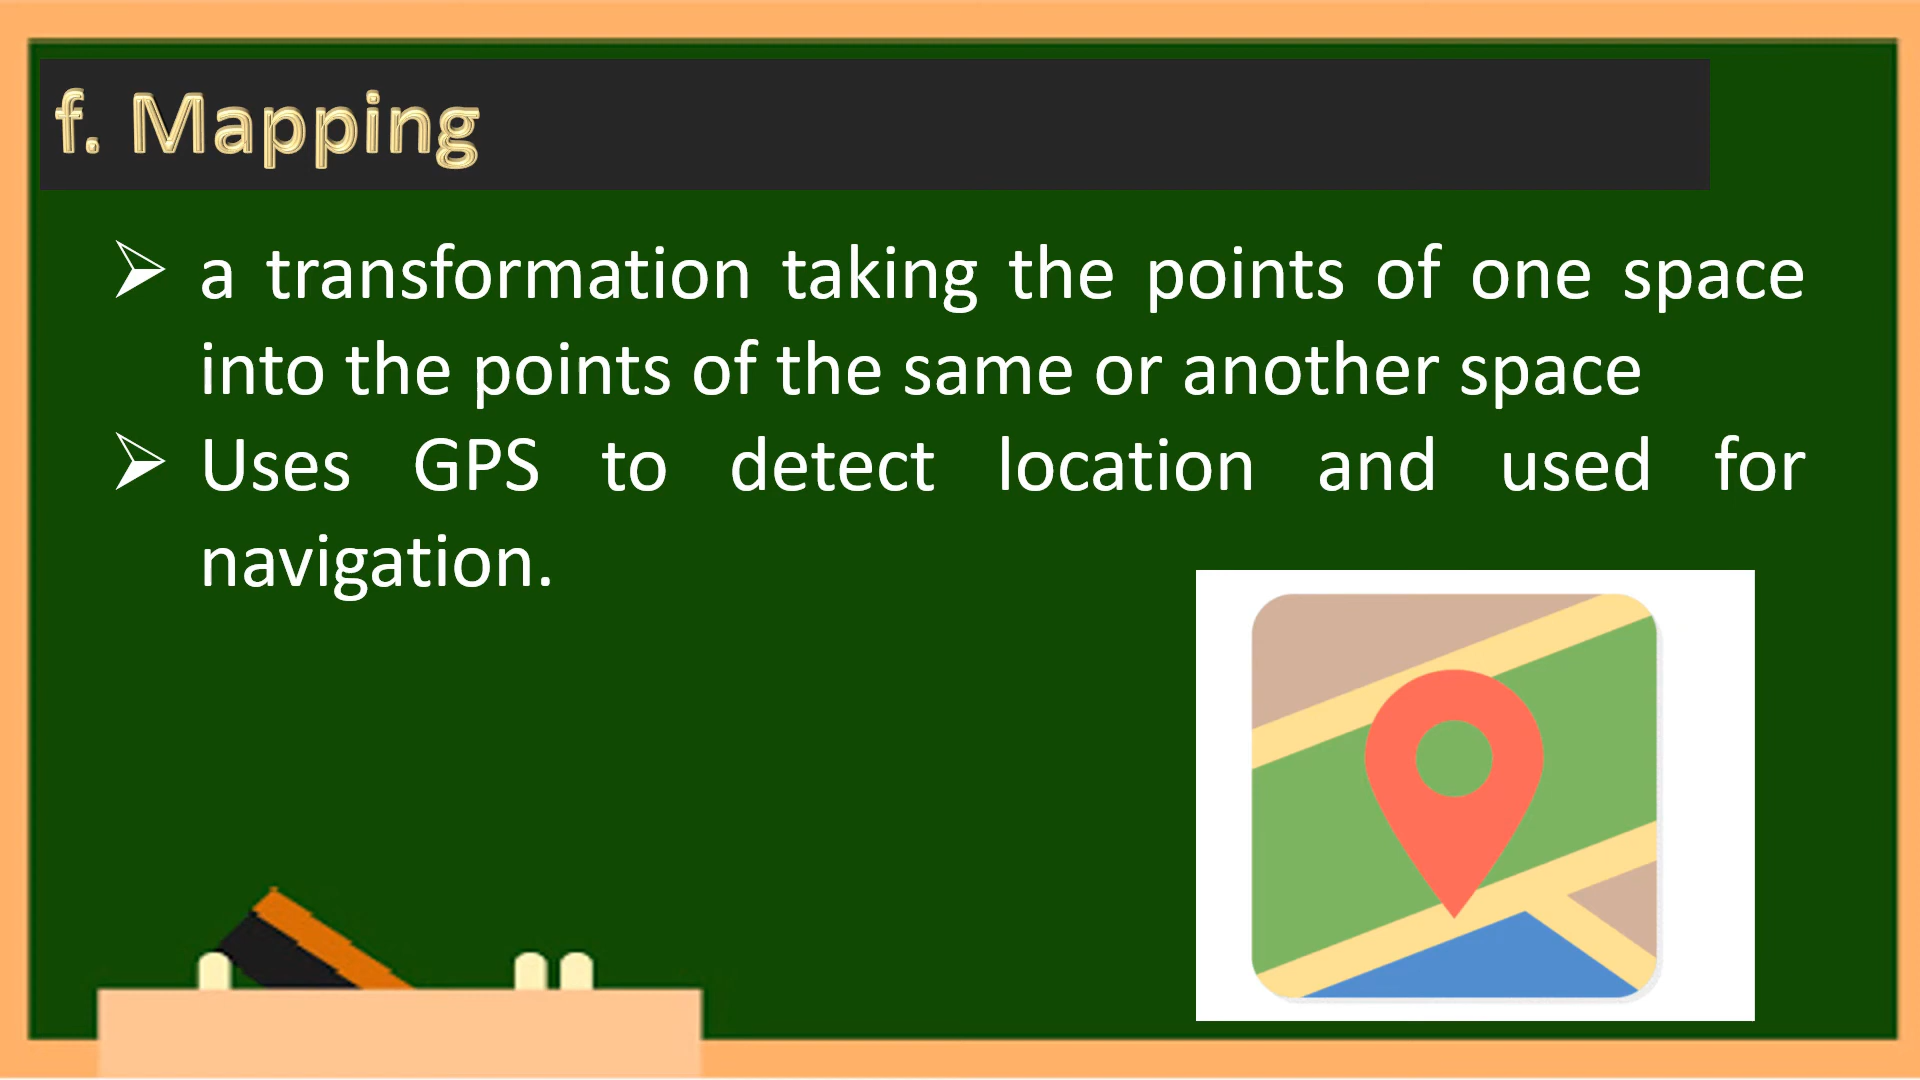 f. Mapping
➢ a transformation taking the points of one space
into the points of the same or another space
➢ Uses GPS to detect location and used for
navigation.